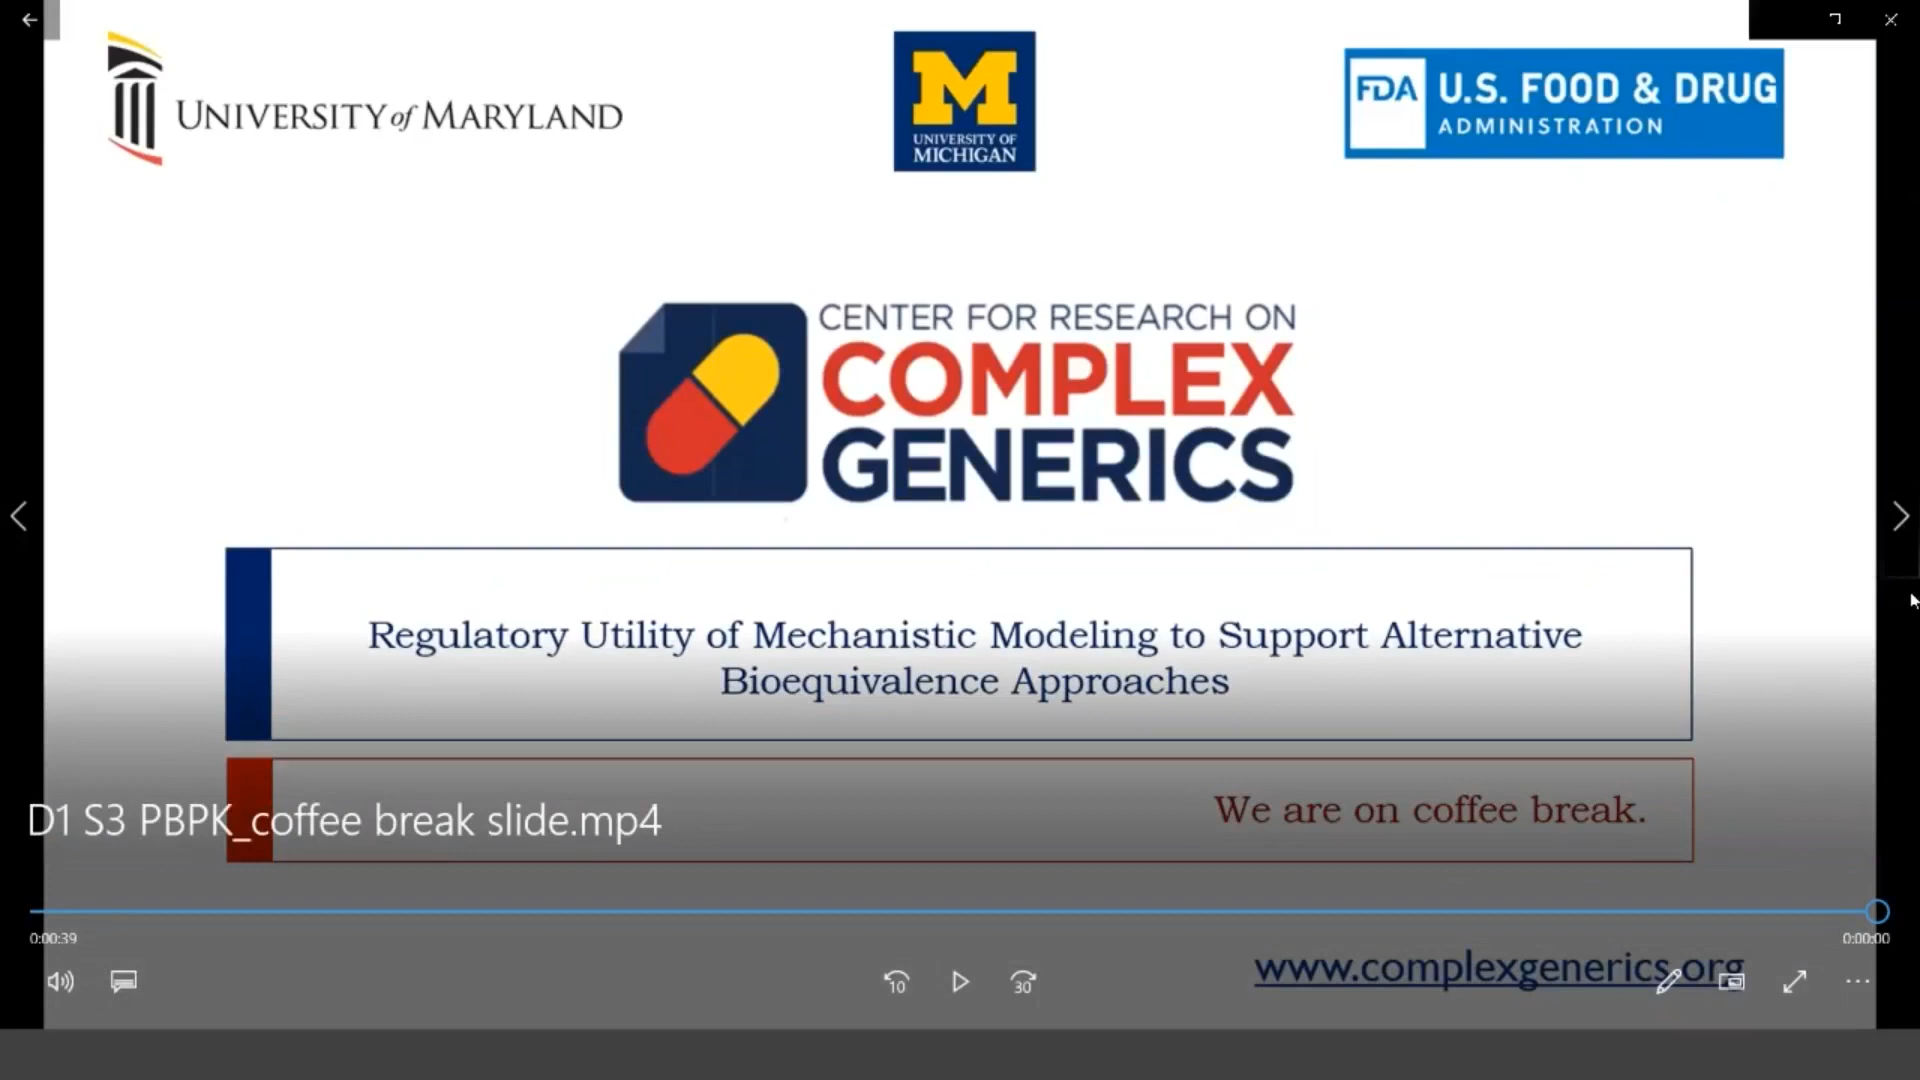 UNIVERSITY of MARYLAND
M
UNIVERSITY OF
MICHIGAN
FDA
U.S. FOOD & DRUG
ADMINISTRATION
CENTER FOR RESEARCH ON
COMPLEX
GENERICS
Regulatory Utility of Mechanistic Modeling to Support Alternative
Bioequivalence Approaches
We are on coffee break.
D1 S3 PBPK_coffee break slide.mp4
0:00:39
0:00:00
10
30
www.complexgenerics.org